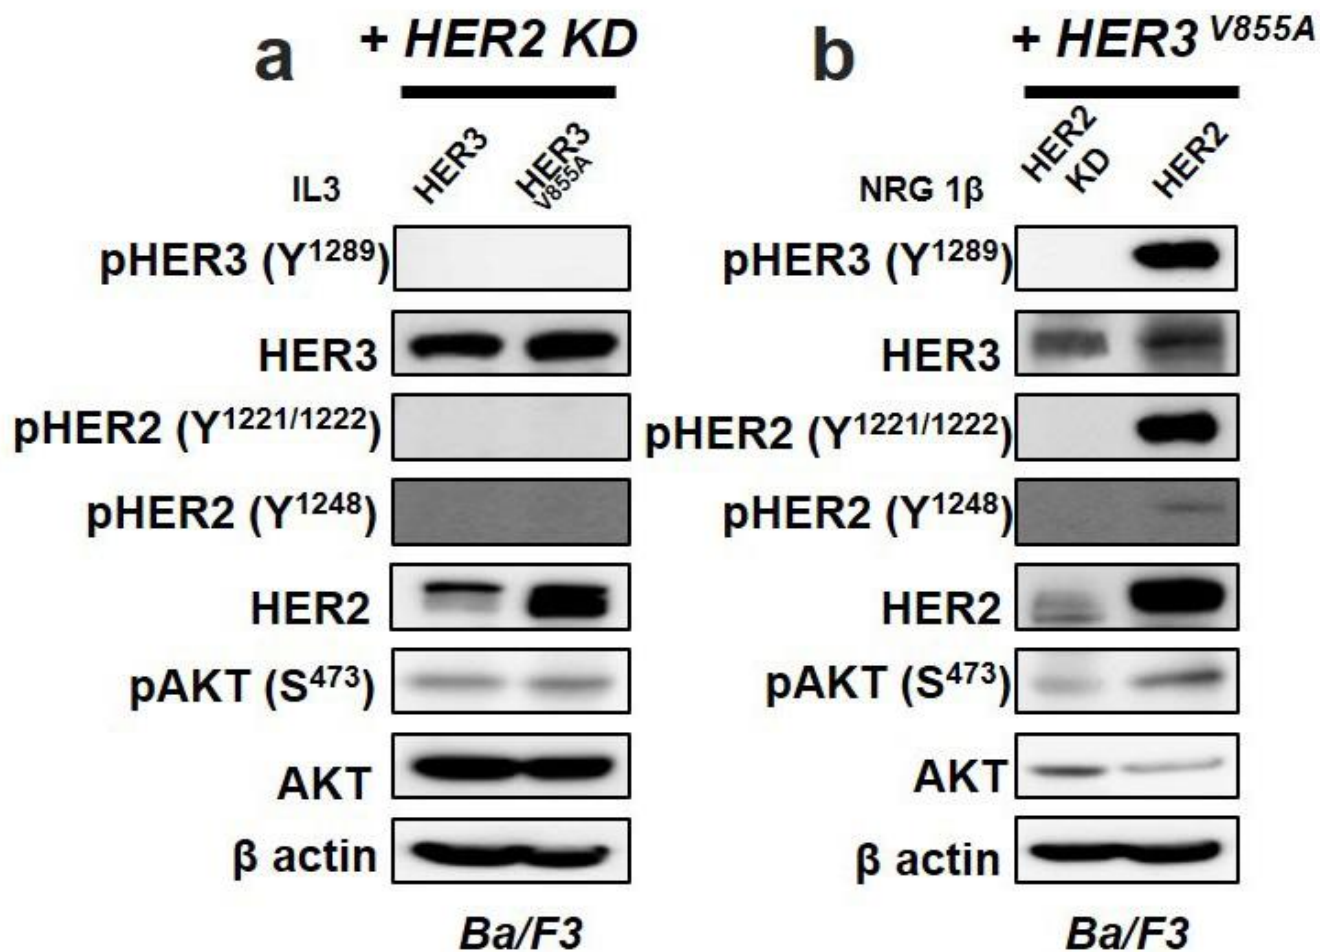 a
+ HER2 KD
IL3
HER3
HER3 V855A
pHER3 (Y1289)
HER3
pHER2 (Y1221/1222)
pHER2 (Y1248)
HER2
pAKT (S473)
AKT
β actin
Ba/F3
b
+ HER3 V855A
NRG 1β
HER2 KD
HER2
pHER3 (Y1289)
HER3
pHER2 (Y1221/1222)
pHER2 (Y1248)
HER2
pAKT (S473)
AKT
β actin
Ba/F3